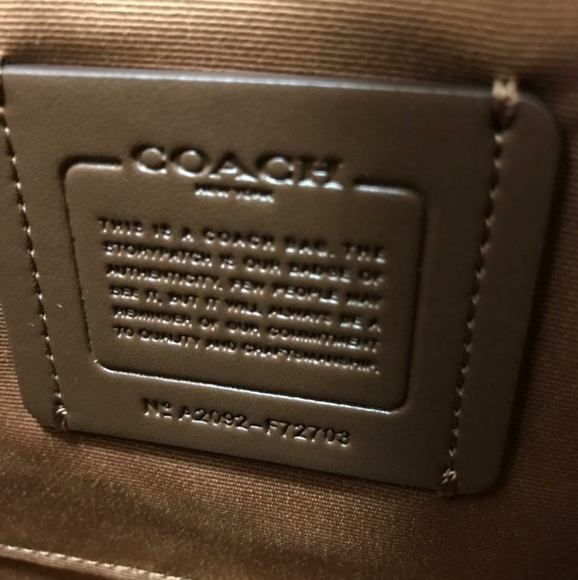 COACH
NEW YORK
THIS IS A COACH BAG. THE
STORYPATCH IS OUR BADGE OF
AUTHENTICITY. FEW PEOPLE MAY
SEE IT, BUT IT WILL ALWAYS BE A
REMINDER OF OUR COMMITMENT
TO QUALITY AND CRAFTSMANSHIP.
Nº A2092-F72703